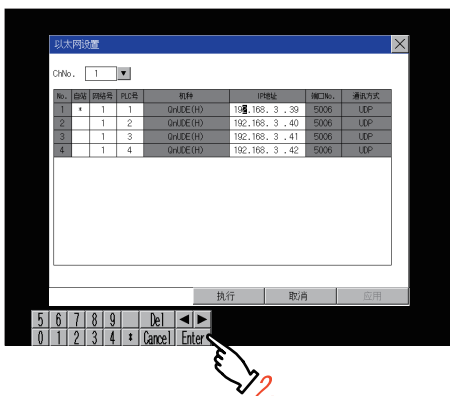 以太网设置
ChNo. 1
No. 自站 网络号 PLC号 机种 IP地址 端口No. 通讯方式
1 * 1 1 QnUDE(H) 192.168. 3 .39 5006 UDP
2 1 2 QnUDE(H) 192.168. 3 .40 5006 UDP
3 1 3 QnUDE(H) 192.168. 3 .41 5006 UDP
4 1 4 QnUDE(H) 192.168. 3 .42 5006 UDP
执行 取消 应用
5 6 7 8 9 Del ◀ ▶
0 1 2 3 4 * Cancel Enter
2